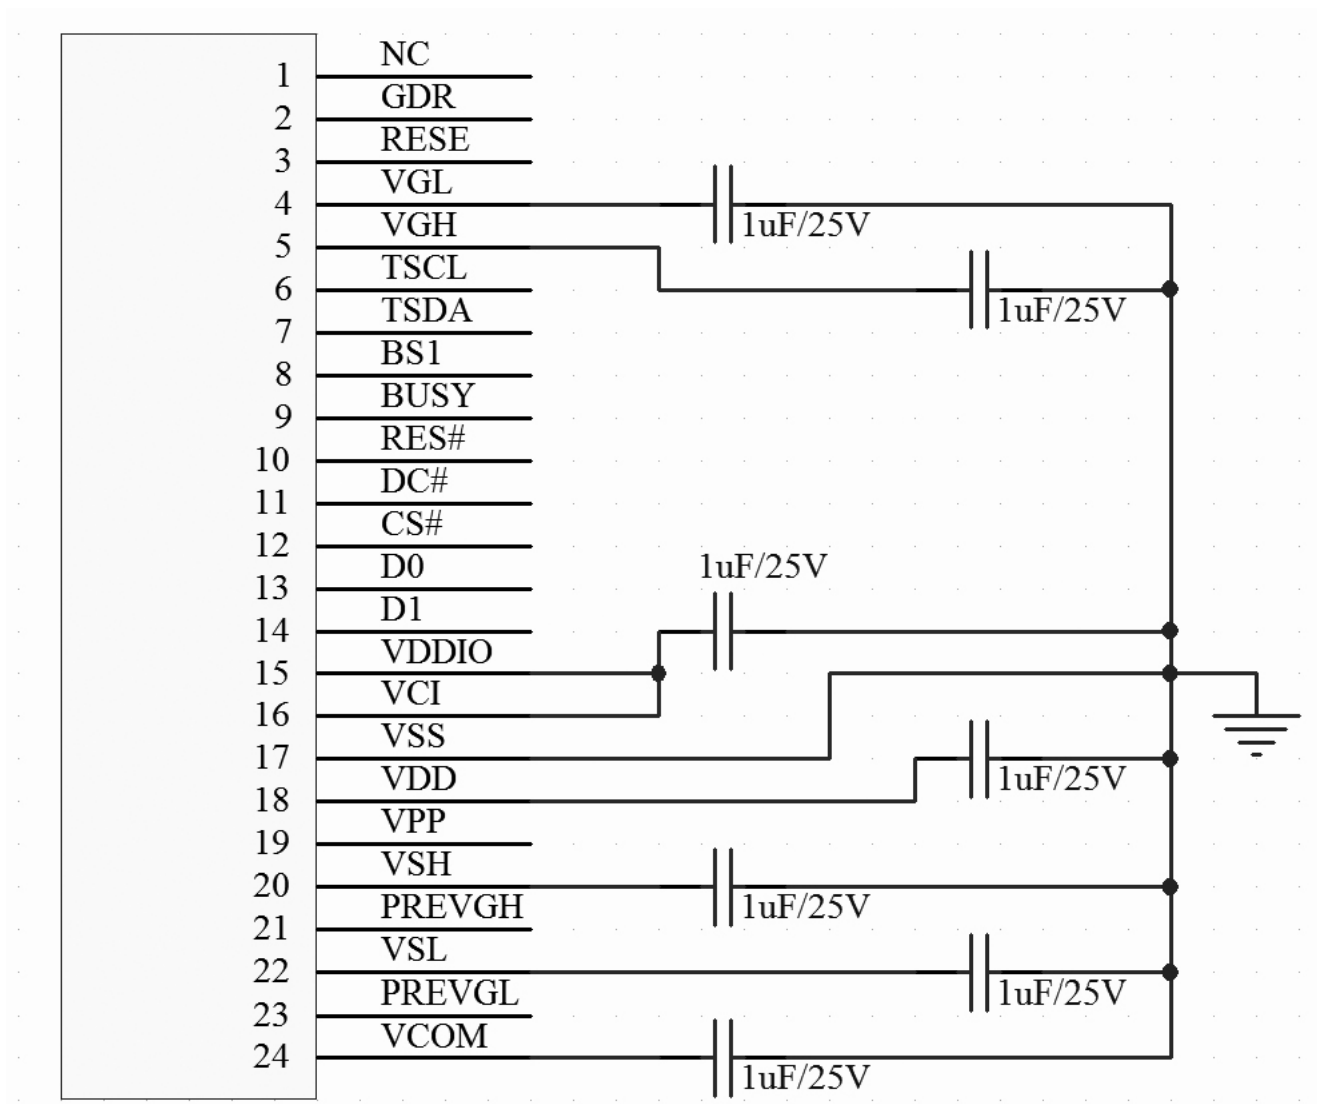 NC
1
GDR
2
RESE
3
VGL
4
1uF/25V
VGH
5
TSCL
6
1uF/25V
TSDA
7
BS1
8
BUSY
9
RES#
10
DC#
11
CS#
12
D0
13
1uF/25V
D1
14
VDDIO
15
VCI
16
VSS
17
VDD
18
1uF/25V
VPP
19
VSH
20
1uF/25V
PREVGH
21
VSL
22
1uF/25V
PREVGL
23
VCOM
24
1uF/25V